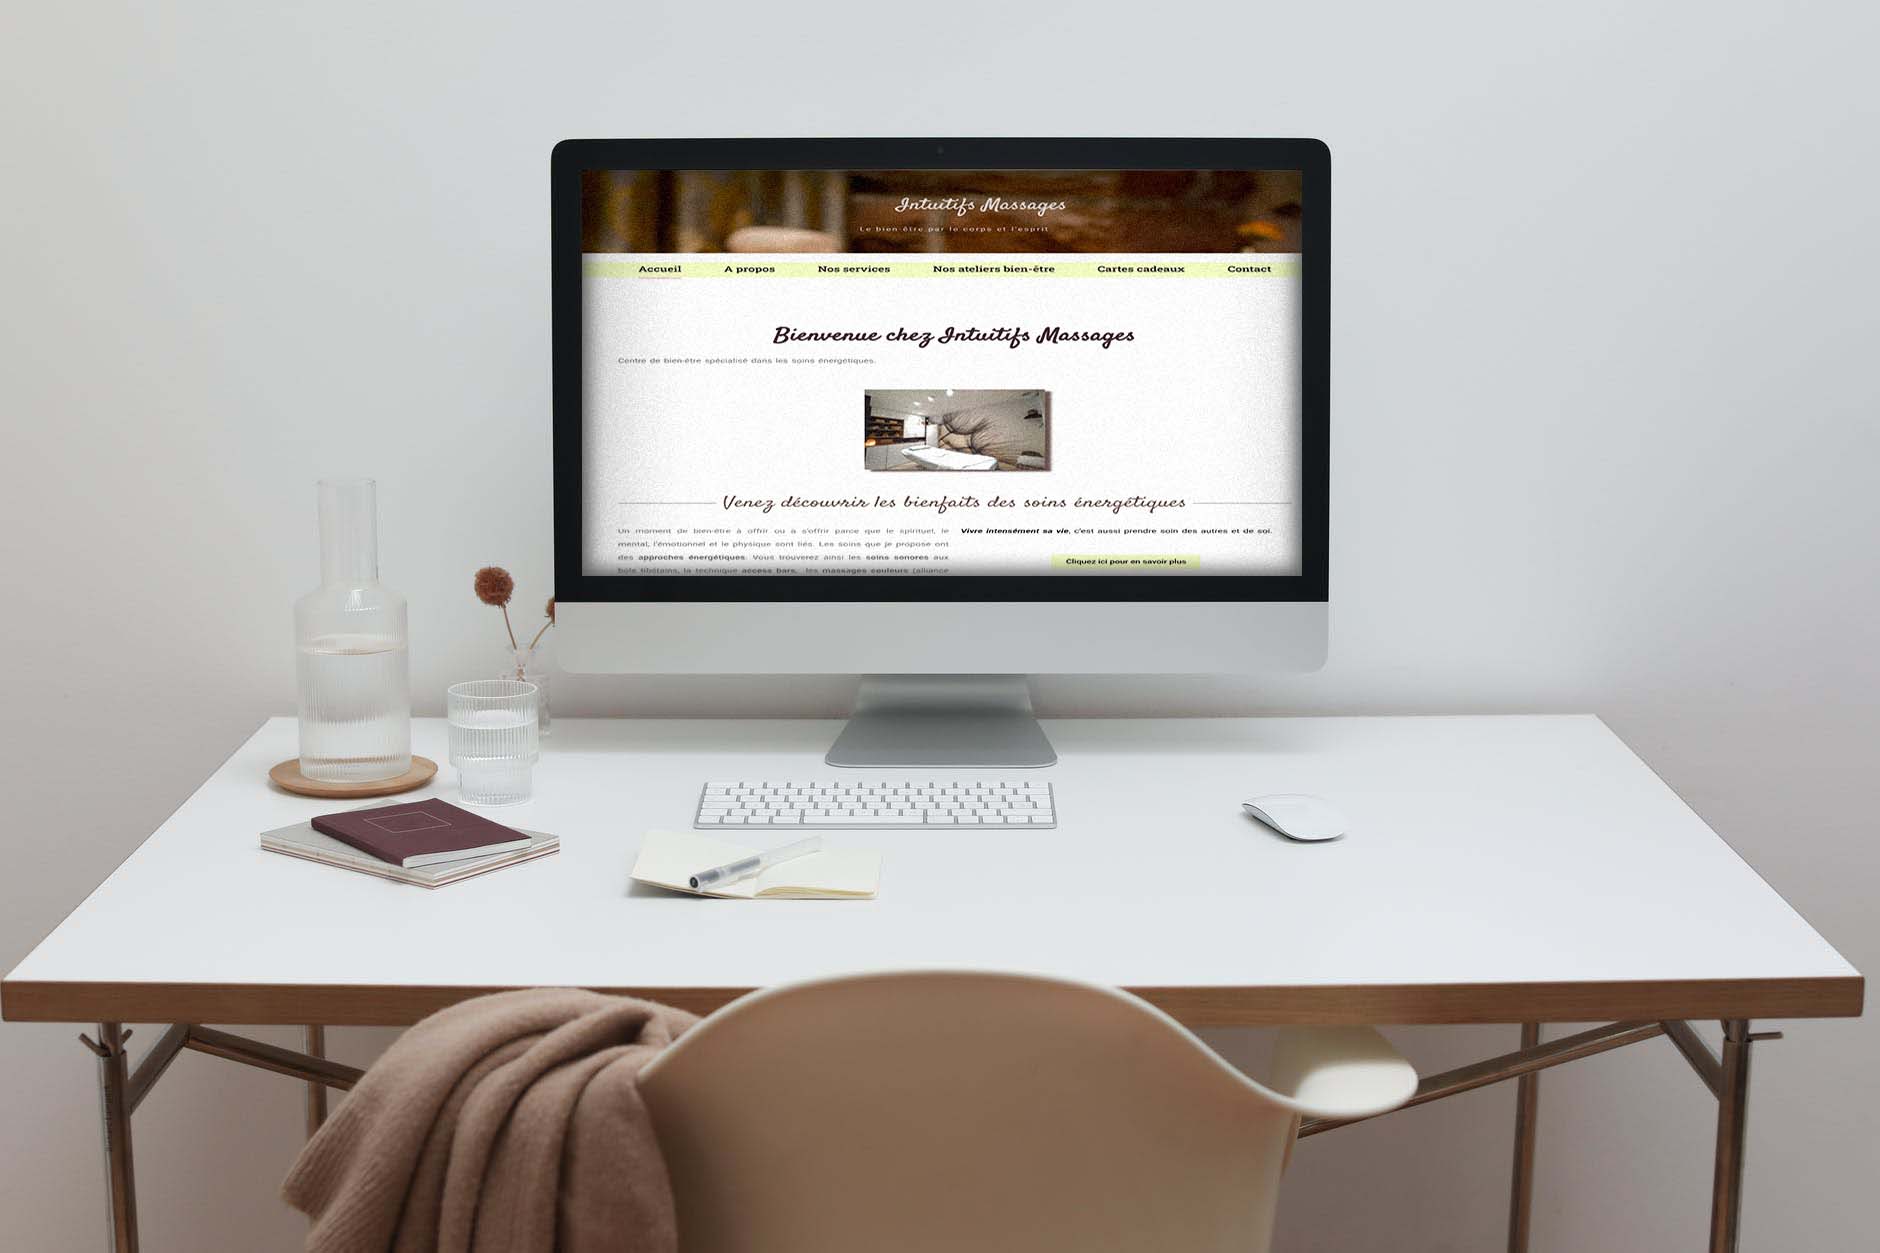 Intuitifs Massages
Le bien être par le corps et l'esprit
Accueil A propos Nos services Nos ateliers bien-être Cartes cadeaux Contact
Bienvenue chez Intuitifs Massages
Centre de bien-être spécialisé dans les soins énergétiques.
Venez découvrir les bienfaits des soins énergétiques
Un moment de bien-être à offrir ou à s'offrir parce que le spirituel, le
mental, l'émotionnel et le physique sont liés. Les soins que je propose ont
des approches énergétiques. Vous trouverez ainsi les soins sonores aux
bols tibétains, la technique access bars, les massages couleurs (alliance
Vivre intensément sa vie, c'est aussi prendre soin des autres et de soi.
Cliquez ici pour en savoir plus